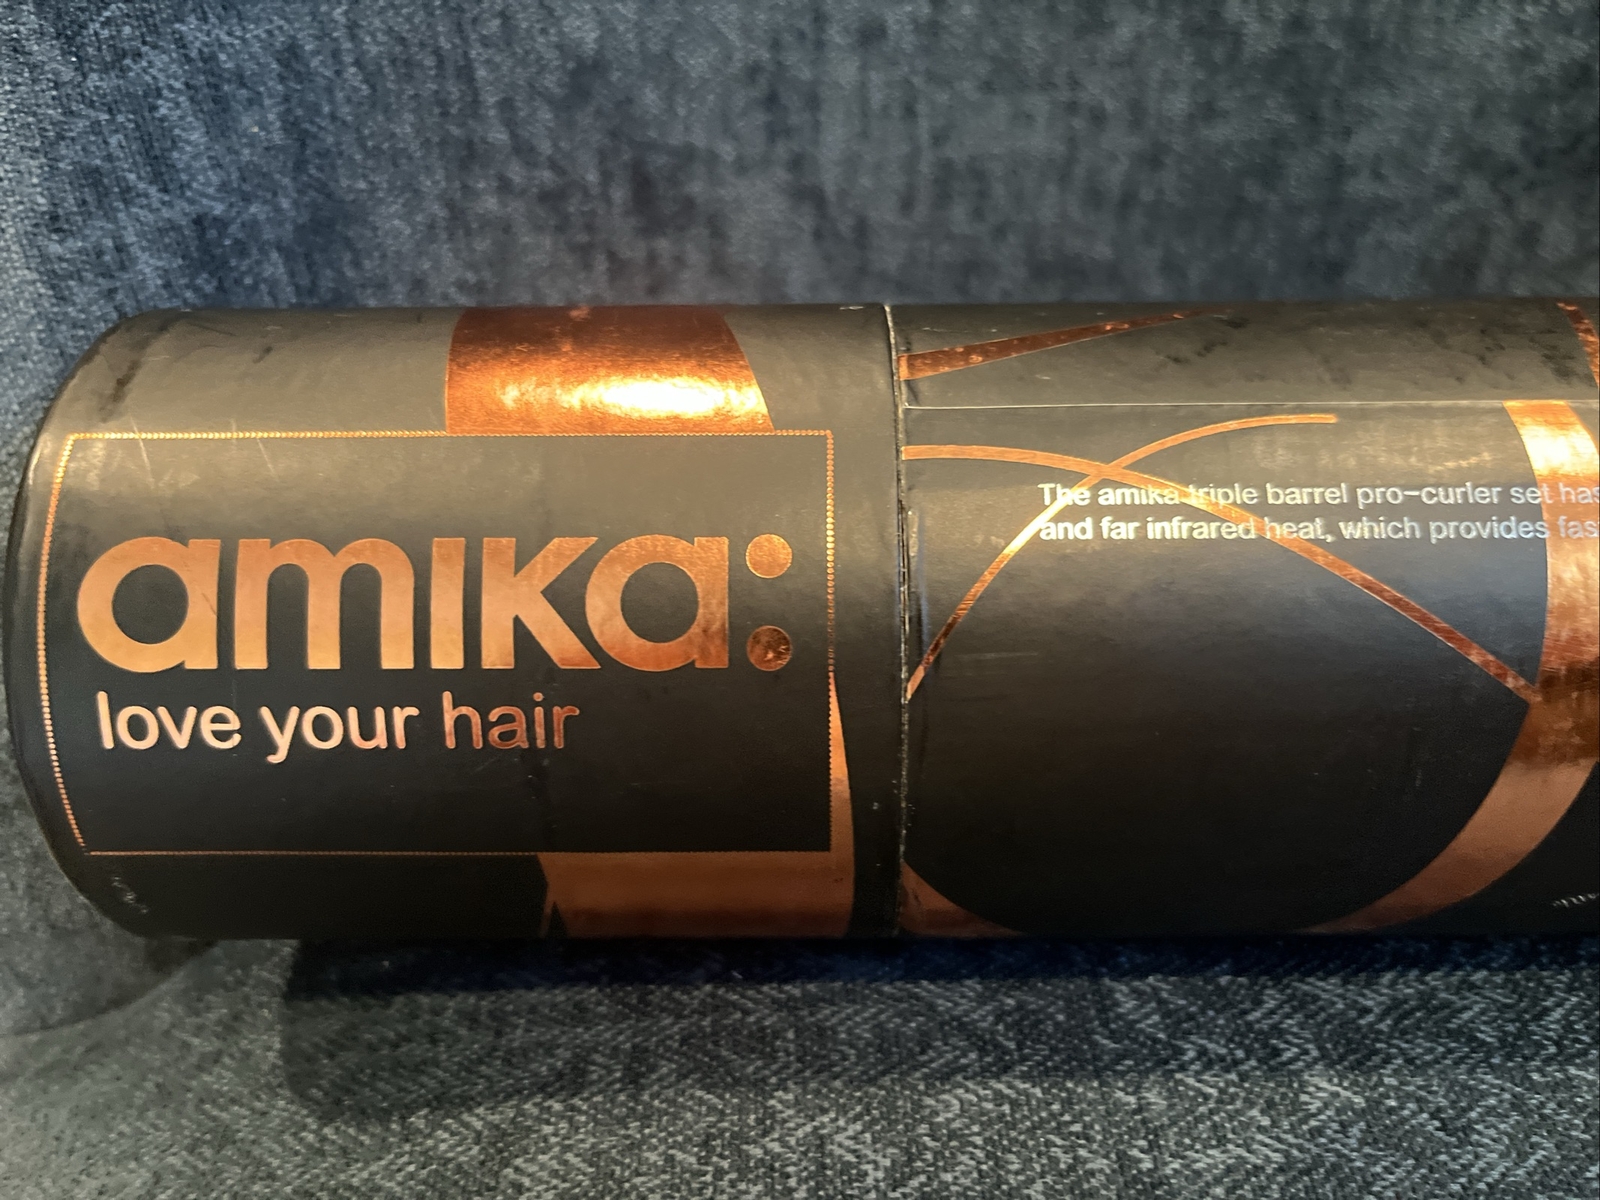 amika:
love your hair
The amika triple barrel pro-curler set has
and far infrared heat, which provides